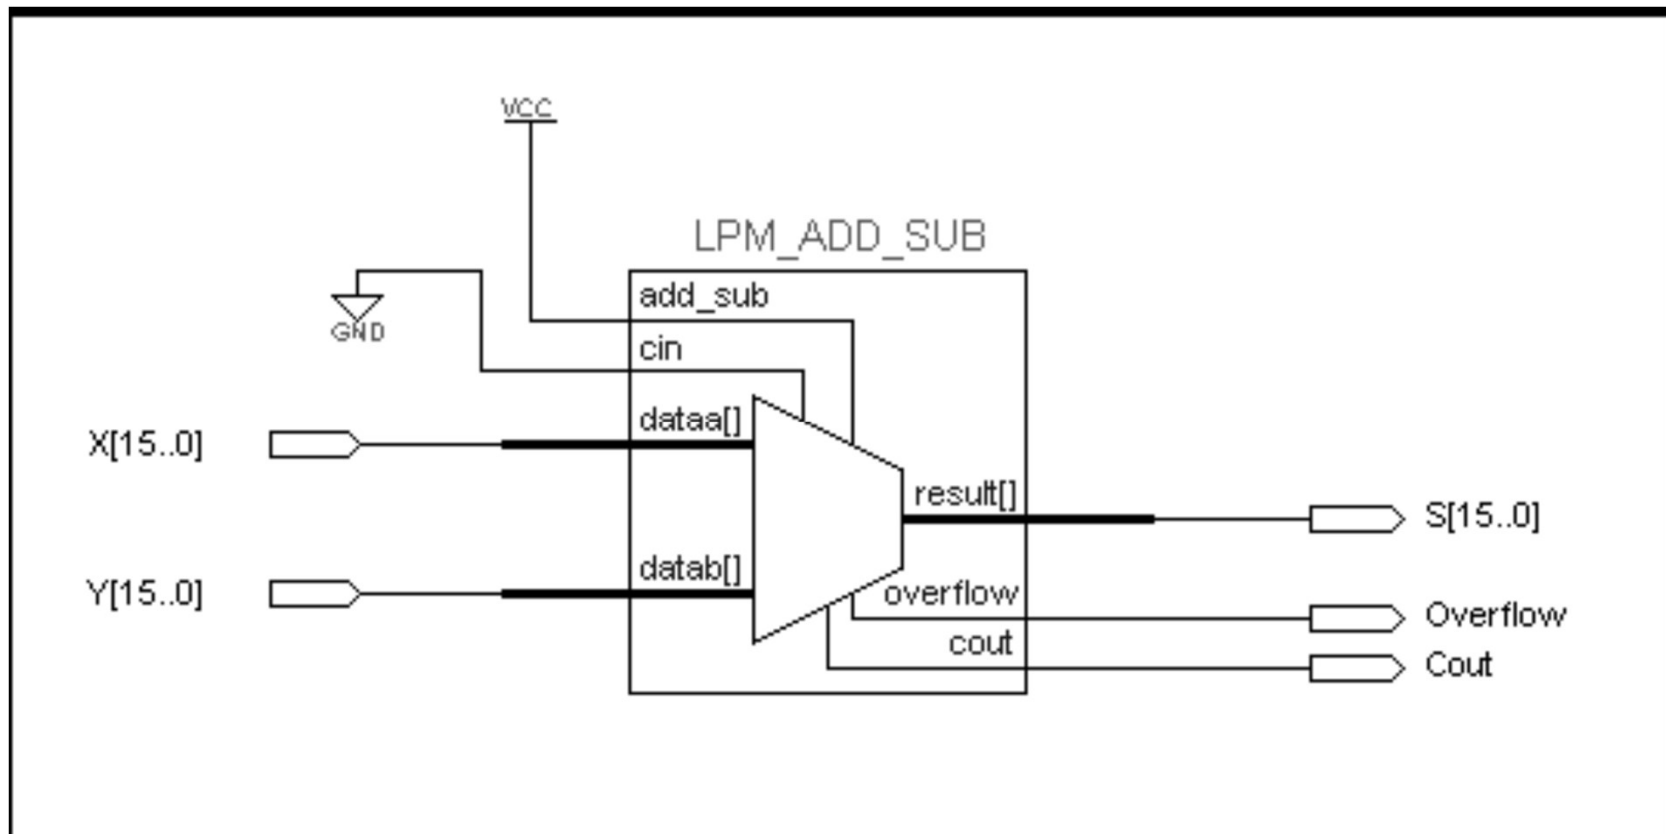 VCC
LPM_ADD_SUB
add_sub
GND
cin
X[15..0]
dataa[]
result[]
S[15..0]
Y[15..0]
datab[]
overflow
Overflow
cout
Cout